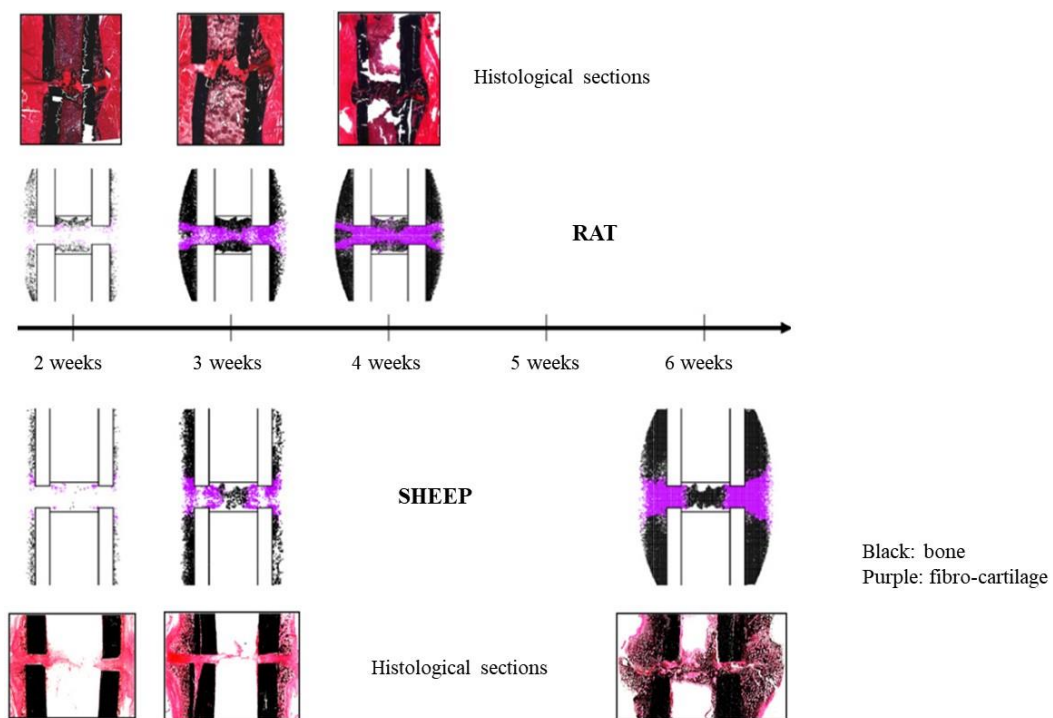 Histological sections
RAT
2 weeks
3 weeks
4 weeks
5 weeks
6 weeks
SHEEP
Black: bone
Purple: fibro-cartilage
Histological sections